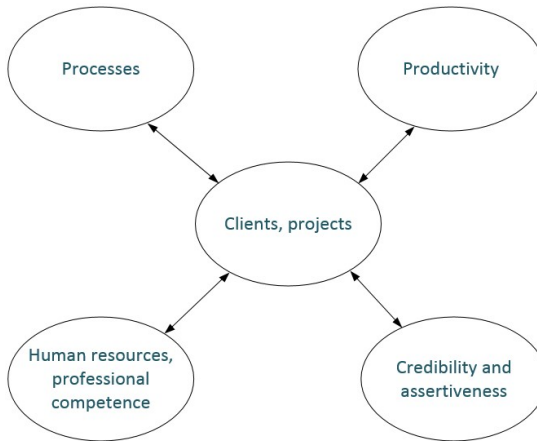 Processes
Productivity
Clients, projects
Human resources,
professional
competence
Credibility and
assertiveness